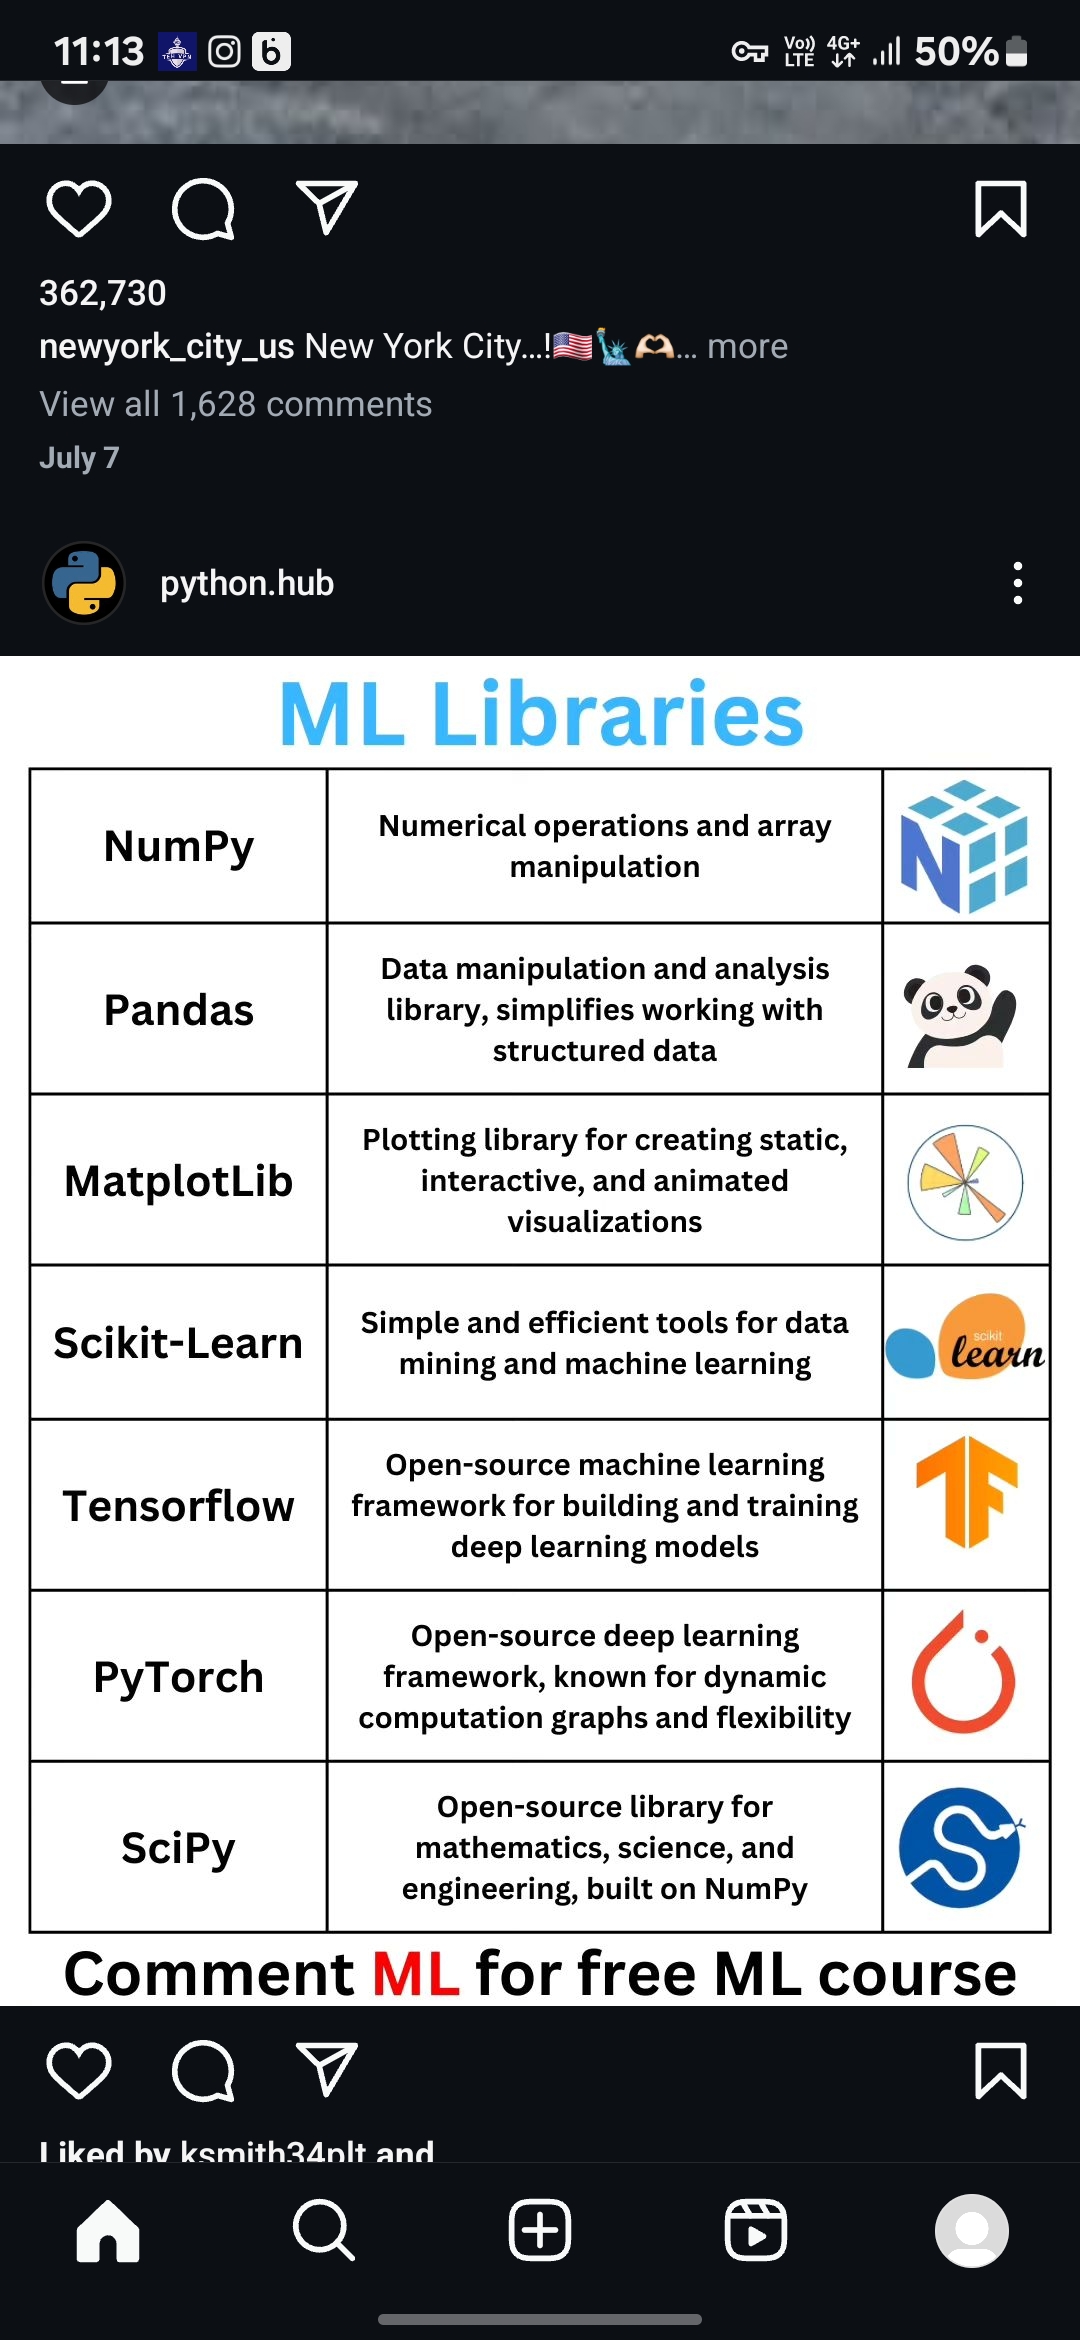 11:13
Vo)) LTE 4G+ 50%
362,730
newyork_city_us New York City...!🇺🇸🗽🫶🏻... more
View all 1,628 comments
July 7
python.hub
ML Libraries
NumPy
Numerical operations and array
manipulation
Pandas
Data manipulation and analysis
library, simplifies working with
structured data
MatplotLib
Plotting library for creating static,
interactive, and animated
visualizations
Scikit-Learn
Simple and efficient tools for data
mining and machine learning
scikit
learn
Tensorflow
Open-source machine learning
framework for building and training
deep learning models
PyTorch
Open-source deep learning
framework, known for dynamic
computation graphs and flexibility
SciPy
Open-source library for
mathematics, science, and
engineering, built on NumPy
Comment ML for free ML course
Liked by ksmith34plt and